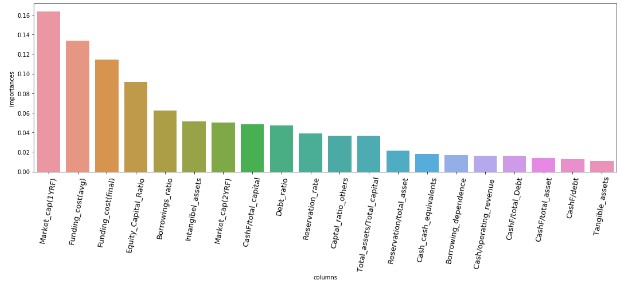 0.16
0.14
0.12
0.10
0.08
0.06
0.04
0.02
0.00
Importances
Market_cap(1YRF)
Funding_cost(avg)
Funding_cost(final)
Equity_Capital_Ratio
Borrowings_ratio
Intangibel_assets
Market_cap(2YRF)
CashF/total_capital
Debt_ratio
Reservation_rate
Capital_ratio_others
Total_assets/Total_capital
Reservation/total_asset
Cash_cash_equivalents
Borrowing_dependence
Cash/operating_revenue
CashF/total_Debt
CashF/total_asset
CashF/debt
Tangible_assets
columns